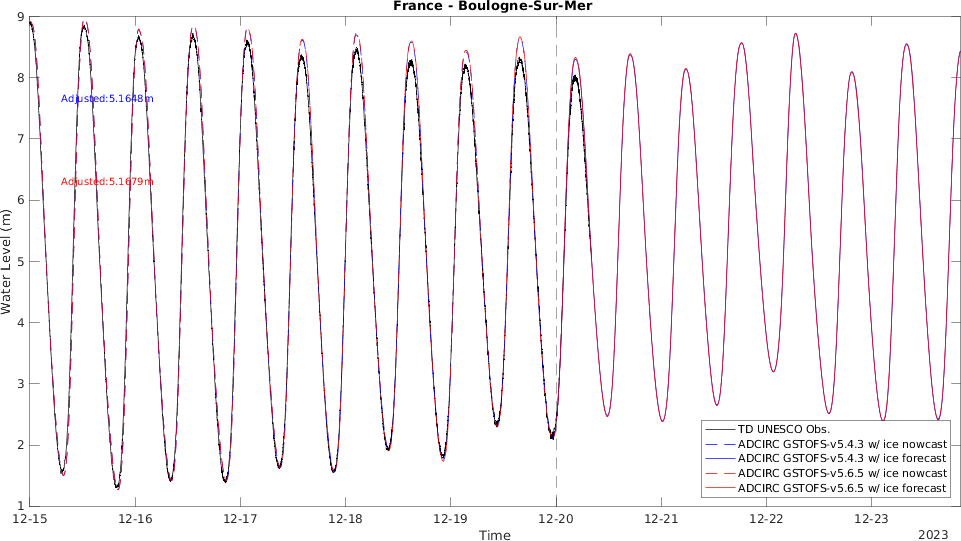 France - Boulogne-Sur-Mer
9
8
7
6
5
4
3
2
1
Water Level (m)
Adjusted:5.1648m
Adjusted:5.1679m
TD UNESCO Obs.
ADCIRC GSTOFS-v5.4.3 w/ ice nowcast
ADCIRC GSTOFS-v5.4.3 w/ ice forecast
ADCIRC GSTOFS-v5.6.5 w/ ice nowcast
ADCIRC GSTOFS-v5.6.5 w/ ice forecast
12-15 12-16 12-17 12-18 12-19 12-20 12-21 12-22 12-23
Time
2023